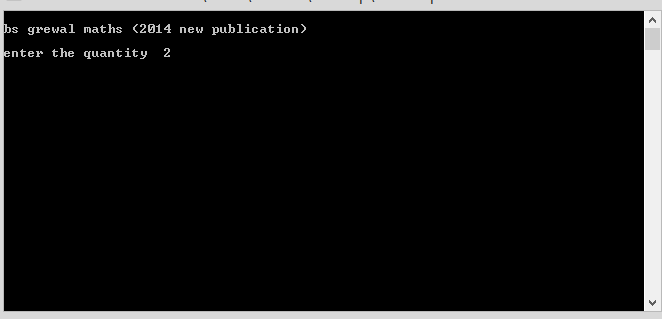 bs grewal maths (2014 new publication)
enter the quantity  2